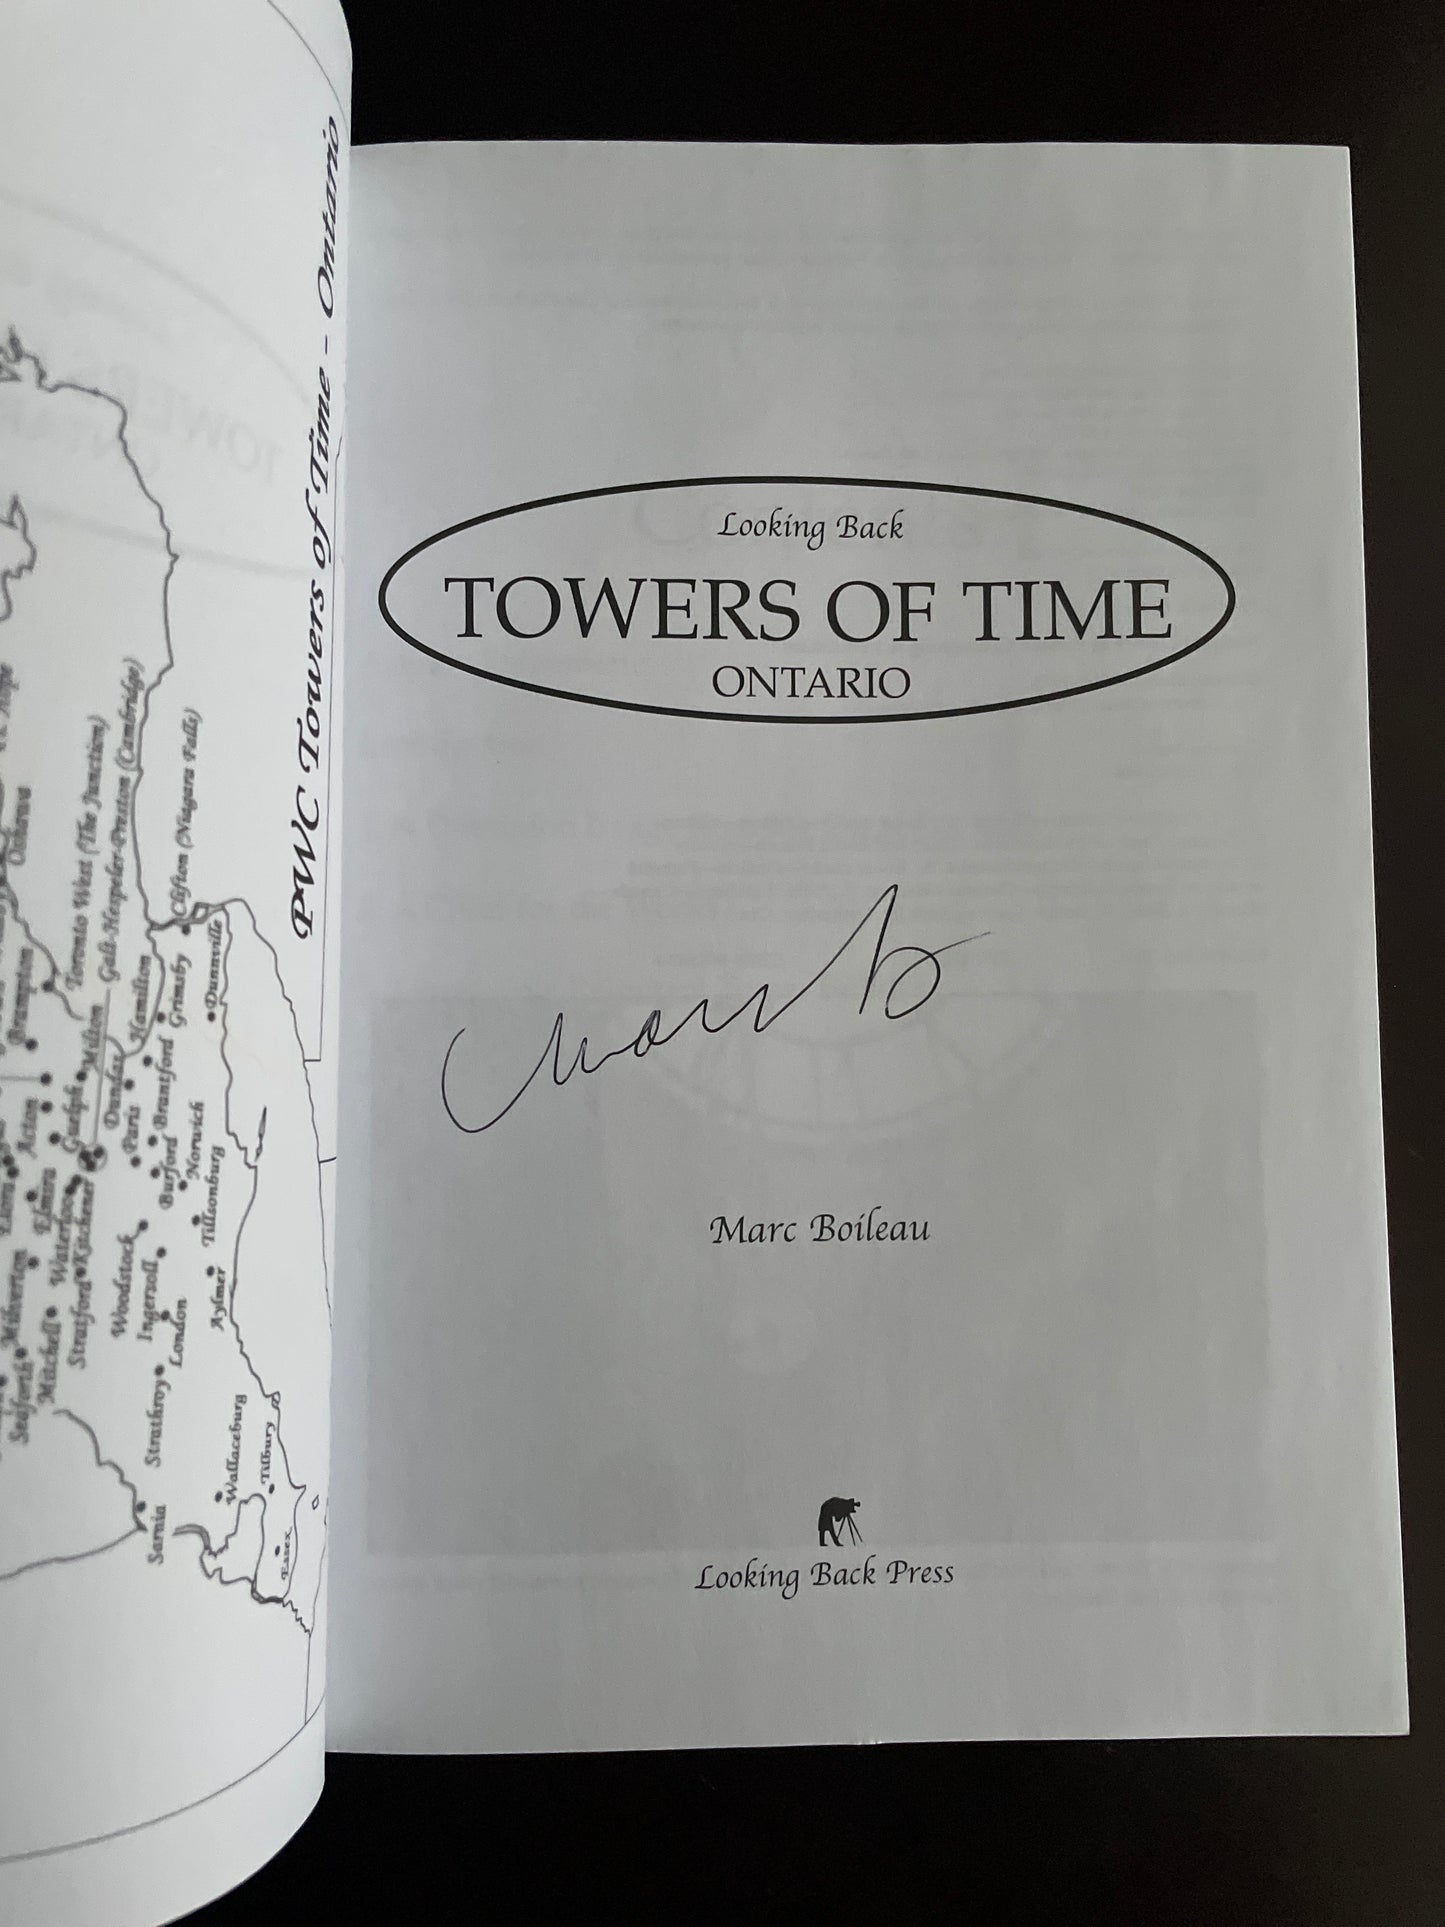 PWC Towers of Time - Ontario
Oshawa
Toronto West (The Junction)
Galt-Hespeler-Preston (Cambridge)
Clifton (Niagara Falls)
Brampton
Milton
Hamilton
Grimsby
Dunnville
Acton
Guelph
Dundas
Paris
Brantford
Burford
Norwich
Tillsonburg
Elmira
Waterloo
Kitchener
Milverton
Mitchell
Stratford
Woodstock
Ingersoll
London
Aylmer
Seaforth
Strathroy
Wallaceburg
Tilbury
Sarnia
Essex
Looking Back
TOWERS OF TIME
ONTARIO
Marc Boileau
Looking Back Press